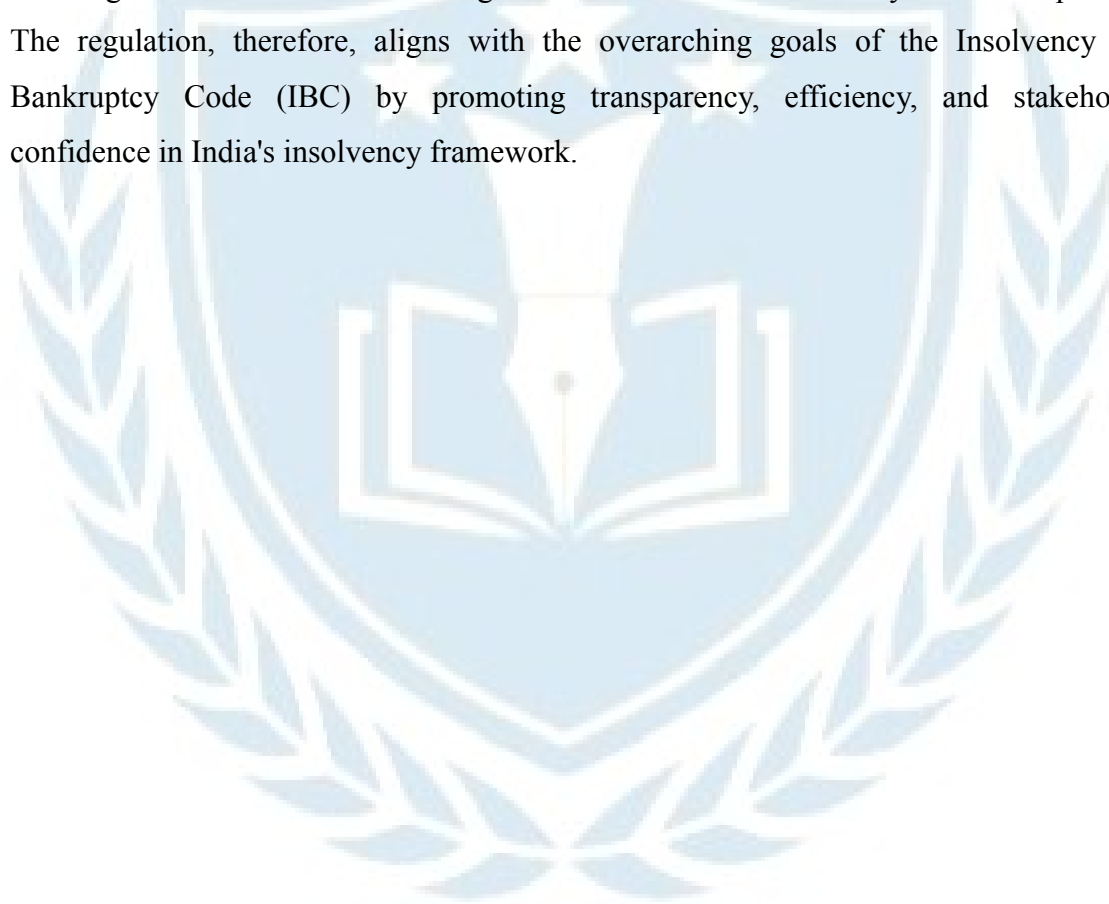 The regulation, therefore, aligns with the overarching goals of the Insolvency
Bankruptcy Code (IBC) by promoting transparency, efficiency, and stakeho
confidence in India's insolvency framework.